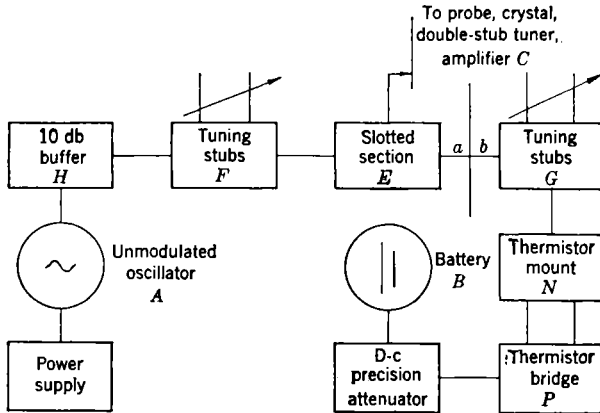 To probe, crystal,
double-stub tuner,
amplifier C
10 db
buffer
H
Tuning
stubs
F
Slotted
section
E
a
b
Tuning
stubs
G
Unmodulated
oscillator
A
Battery
B
Thermistor
mount
N
Power
supply
D-c
precision
attenuator
Thermistor
bridge
P